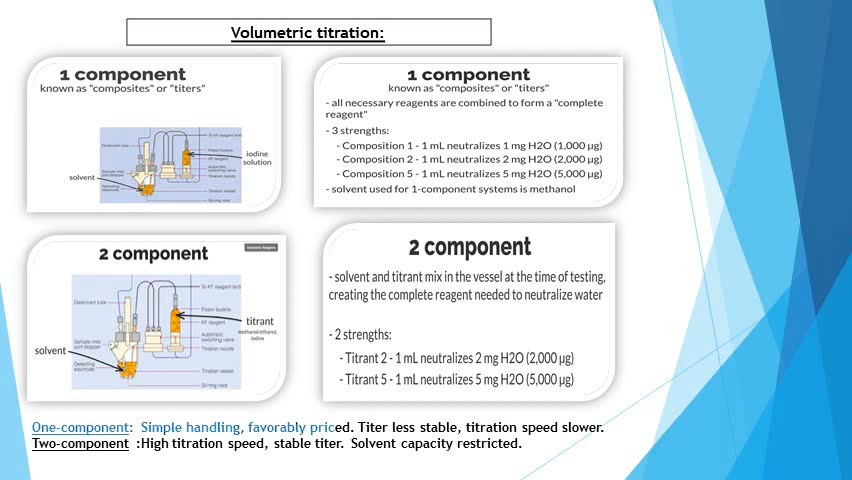 Volumetric titration:
1 component
known as "composites" or "titers"
To KF reagent bottle
Desiccant tube
Piston burette
KF reagent
Automatic
switching valve
Sample inlet
port stopper
Titration nozzle
Detecting
electrode
Titration vessel
Stirring rotor
iodine
solution
solvent
1 component
known as "composites" or "titers"
- all necessary reagents are combined to form a "complete
reagent"
- 3 strengths:
- Composition 1 - 1 mL neutralizes 1 mg H2O (1,000 µg)
- Composition 2 - 1 mL neutralizes 2 mg H2O (2,000 µg)
- Composition 5 - 1 mL neutralizes 5 mg H2O (5,000 µg)
- solvent used for 1-component systems is methanol
2 component
To KF reagent bottl
Desiccant tube
Piston burette
KF reagent
Automatic
switching valve
Sample inlet
port stopper
Titration nozzle
Detecting
electrode
Titration vessel
Stirring rotor
titrant
methanol/ethanol,
iodine
solvent
2 component
- solvent and titrant mix in the vessel at the time of testing,
creating the complete reagent needed to neutralize water
- 2 strengths:
- Titrant 2 - 1 mL neutralizes 2 mg H2O (2,000 µg)
- Titrant 5 - 1 mL neutralizes 5 mg H2O (5,000 µg)
One-component: Simple handling, favorably priced. Titer less stable, titration speed slower.
Two-component :High titration speed, stable titer. Solvent capacity restricted.